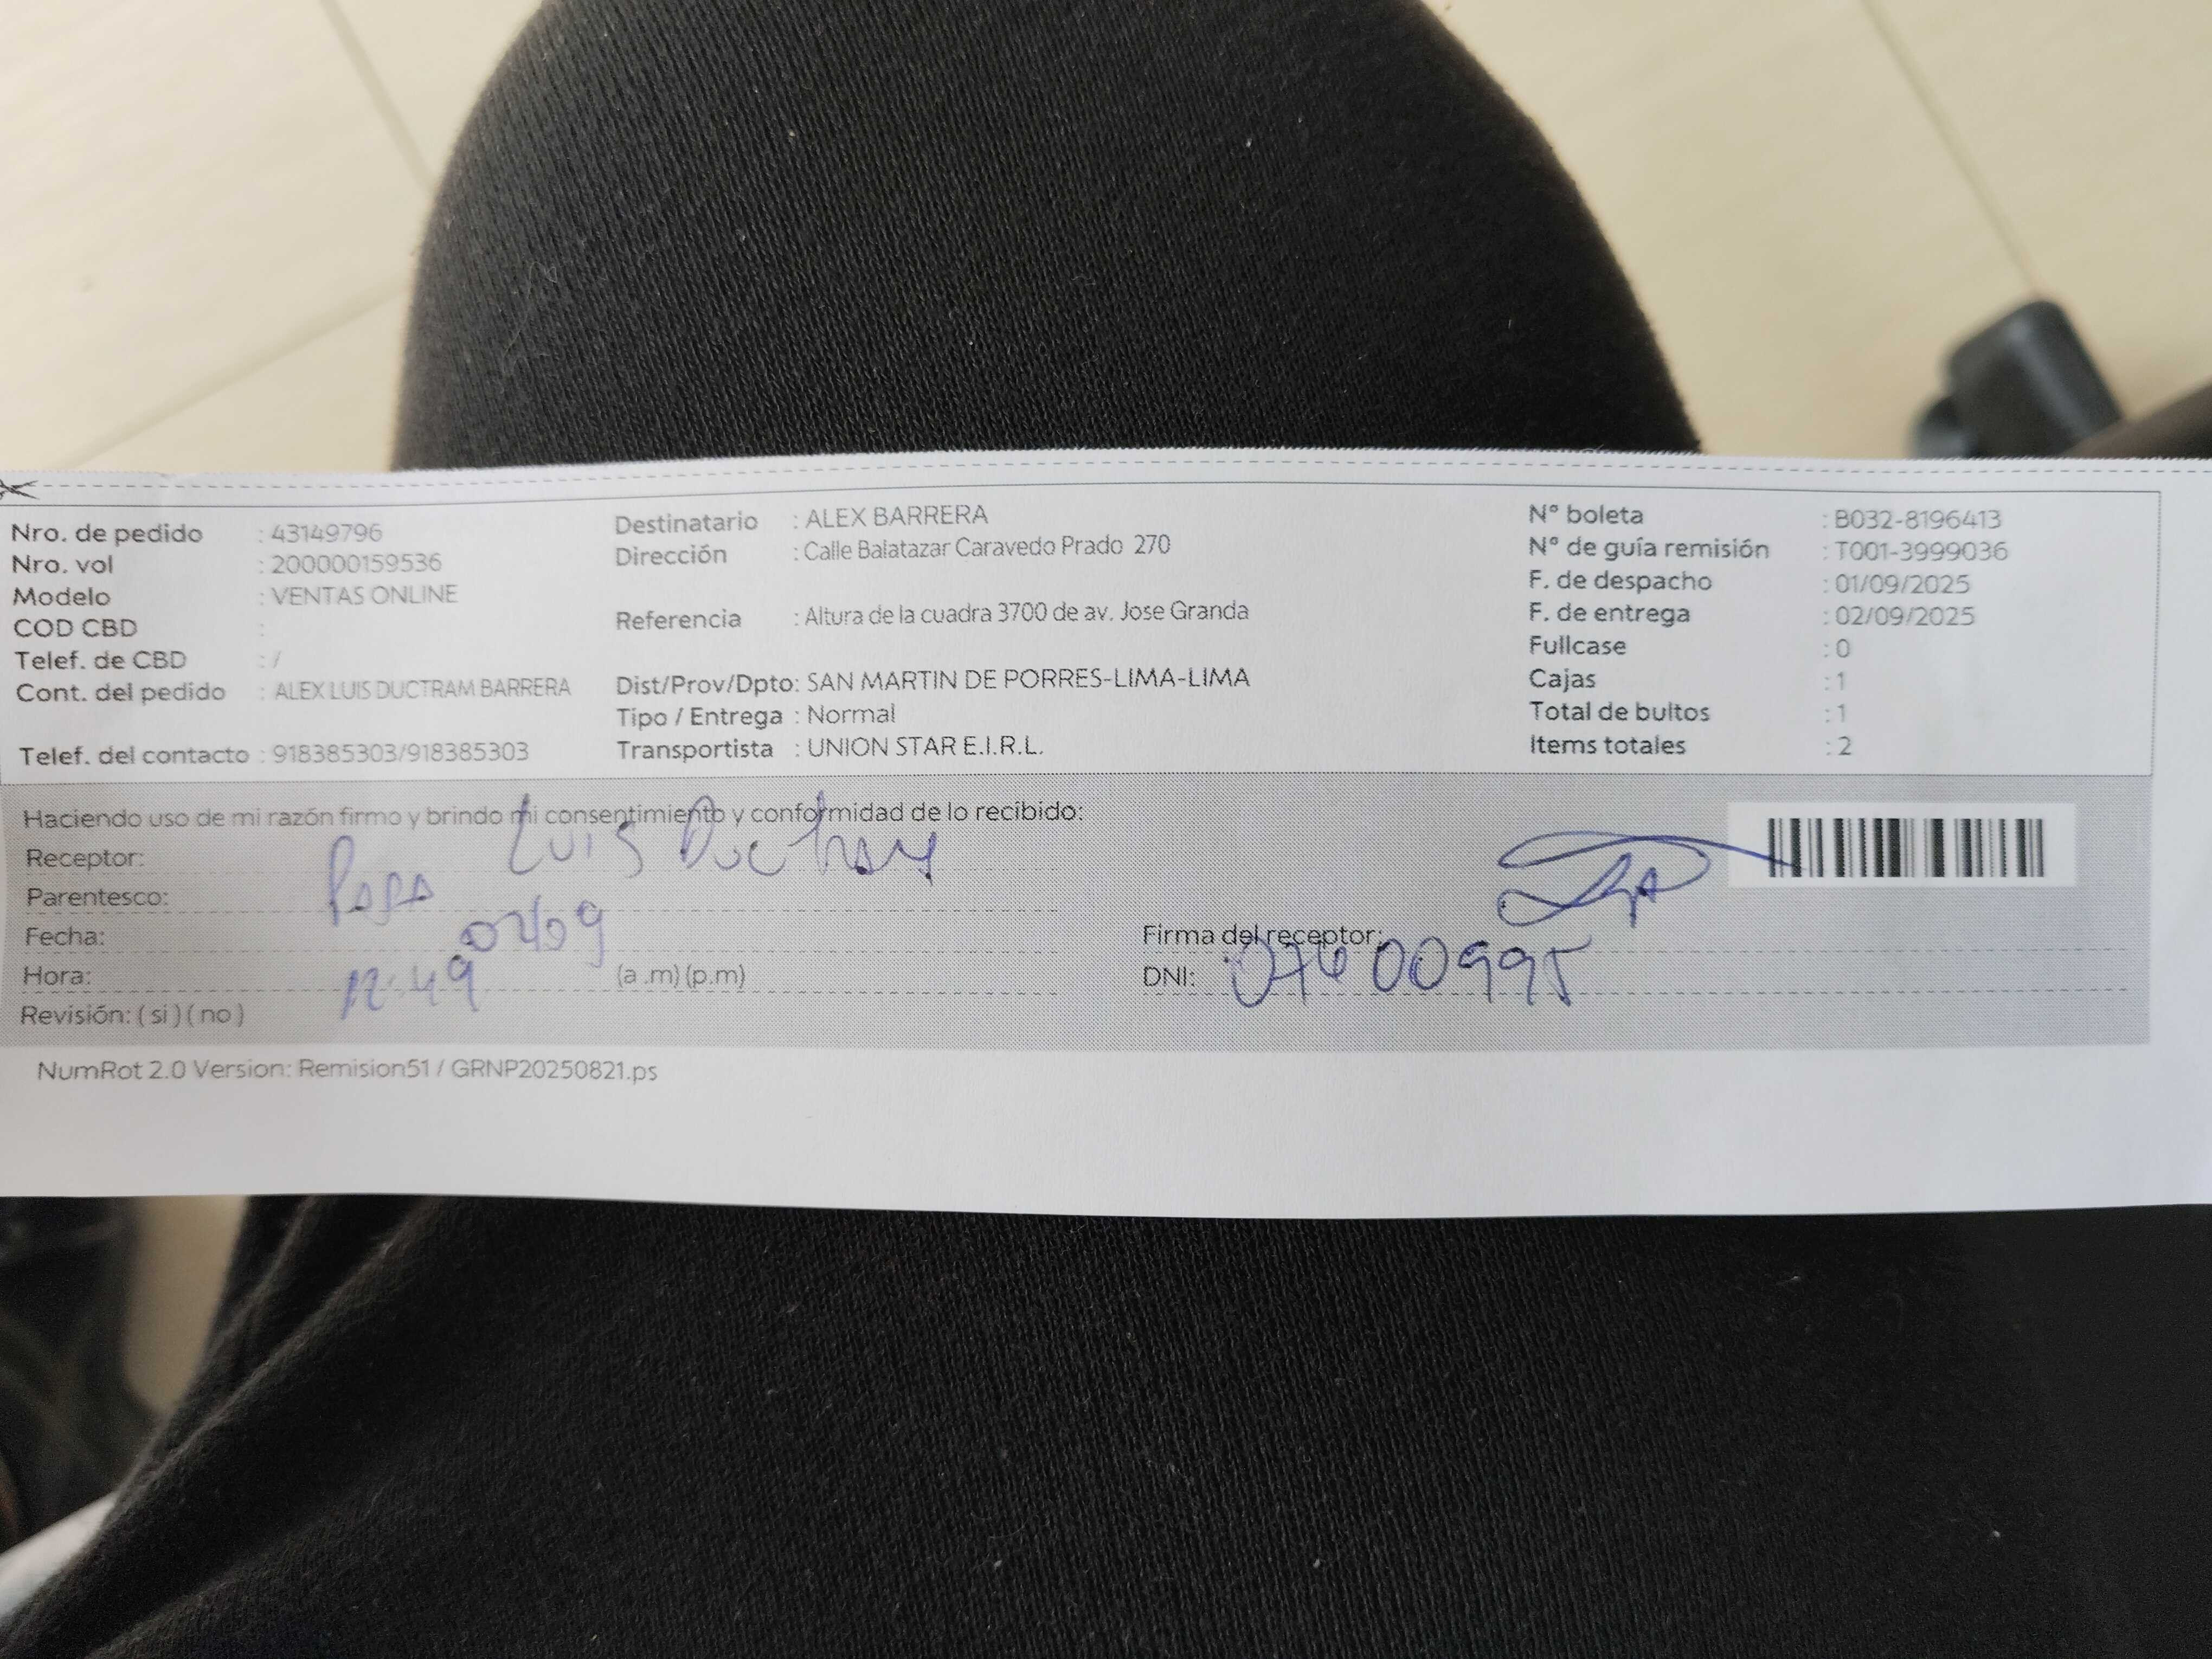 Nro. de pedido : 43149796
Nro. vol : 200000159536
Modelo : VENTAS ONLINE
COD CBD :
Telef. de CBD : /
Cont. del pedido : ALEX LUIS DUCTRAM BARRERA
Telef. del contacto : 918385303/918385303
Destinatario : ALEX BARRERA
Dirección : Calle Balatazar Caravedo Prado 270
Referencia : Altura de la cuadra 3700 de av. Jose Granda
Dist/Prov/Dpto: SAN MARTIN DE PORRES-LIMA-LIMA
Tipo / Entrega : Normal
Transportista : UNION STAR E.I.R.L.
N° boleta : B032-8196413
N° de guía remisión : T001-3999036
F. de despacho : 01/09/2025
F. de entrega : 02/09/2025
Fullcase : 0
Cajas : 1
Total de bultos : 1
Items totales : 2
Haciendo uso de mi razón firmo y brindo mi consentimiento y conformidad de lo recibido:
Receptor: Luis
Parentesco: Papa
Fecha: 02/09
Hora: 12:49 (a .m) (p.m)
Revisión: ( si ) ( no )
Firma del receptor:
DNI:
NumRot 2.0 Version: Remision51 / GRNP20250821.ps